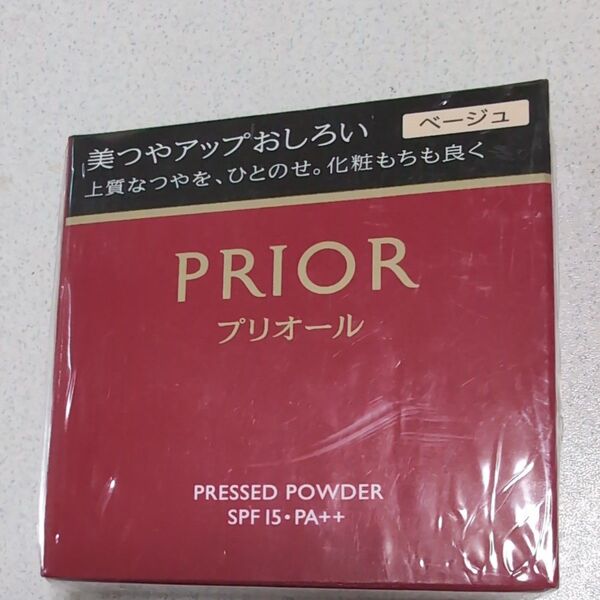 ベージュ
美つやアップおしろい
上質なつやを、ひとのせ。化粧もちも良く
PRIOR
プリオール
PRESSED POWDER
SPF 15・PA++